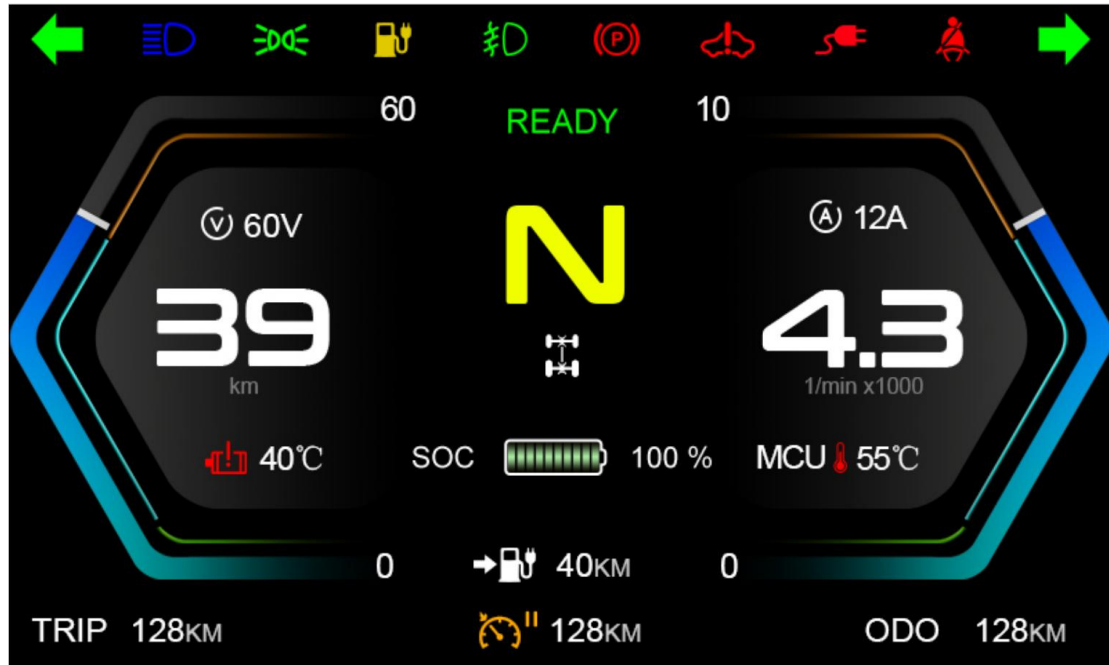 (P)
60
READY
10
V 60V
N
A 12A
39
4.3
km
1/min x1000
40℃
SOC
100 %
MCU
55℃
0
40KM
0
TRIP 128KM
128KM
ODO 128KM